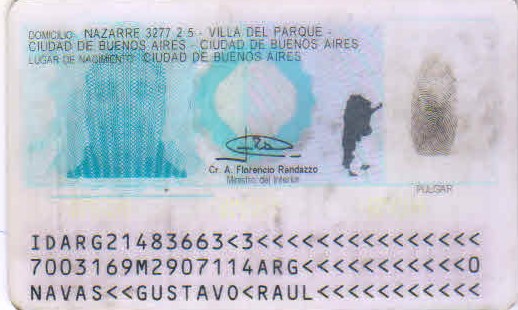 DOMICILIO: NAZARRE 3277 2 5 - VILLA DEL PARQUE -
CIUDAD DE BUENOS AIRES - CIUDAD DE BUENOS AIRES
LUGAR DE NACIMIENTO: CIUDAD DE BUENOS AIRES
Cr. A. Florencio Randazzo
Ministro del Interior
PULGAR
IDARG21483663<3<<<<<<<<<<<<<<<
7003169M2907114ARG<<<<<<<<<<<0
NAVAS<<GUSTAVO<RAUL<<<<<<<<<<<